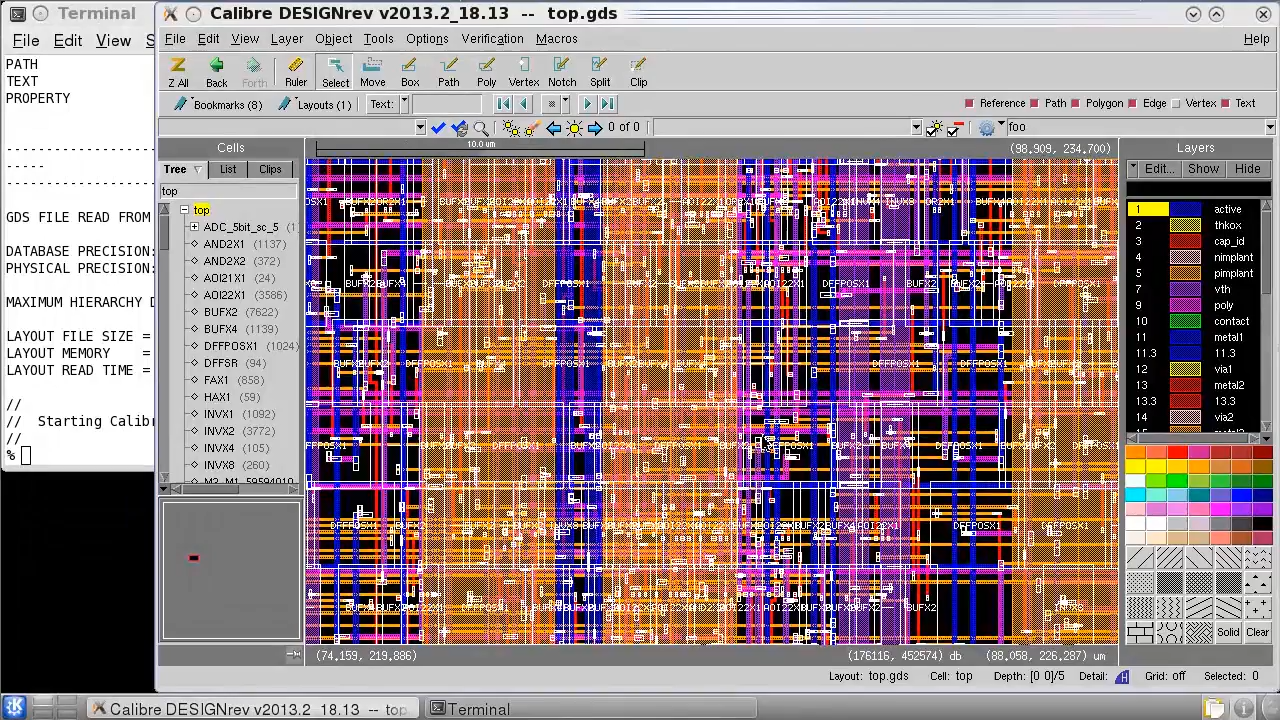 Terminal
File Edit View S
PATH
TEXT
PROPERTY
GDS FILE READ FROM
DATABASE PRECISION:
PHYSICAL PRECISION:
MAXIMUM HIERARCHY D
LAYOUT FILE SIZE =
LAYOUT MEMORY =
LAYOUT READ TIME =
//
// Starting Calibr
//
%
Calibre DESIGNrev v2013.2_18.13 -- top.gds
File Edit View Layer Object Tools Options Verification Macros Help
Z All Back Forth Ruler Select Move Box Path Poly Vertex Notch Split Clip
Bookmarks (8) Layouts (1) Text: Reference Path Polygon Edge Vertex Text
0 of 0 foo
Cells
Tree List Clips
top
top
ADC_5bit_sc_5
AND2X1 (1137)
AND2X2 (372)
AOI21X1 (24)
AOI22X1 (3586)
BUFX2 (7622)
BUFX4 (1139)
DFFPOSX1 (1024)
DFFSR (94)
FAX1 (858)
HAX1 (59)
INVX1 (1092)
INVX2 (3772)
INVX4 (105)
INVX8 (260)
10.0 um (98.909, 234.700)
DFFPOSX1
BUFX2
(74.159, 219.886) (176116, 452574) db (88.058, 226.287) um
Layers
Edit... Show Hide
1 active
2 thkox
3 cap_id
4 nimplant
5 pimplant
7 vth
9 poly
10 contact
11 metal1
11.3 11.3
12 via1
13 metal2
13.3 13.3
14 via2
Solid Clear
Layout: top.gds Cell: top Depth: [0 0]/5 Detail: H Grid: off Selected: 0
Calibre DESIGNrev v2013.2_18.13 -- top Terminal